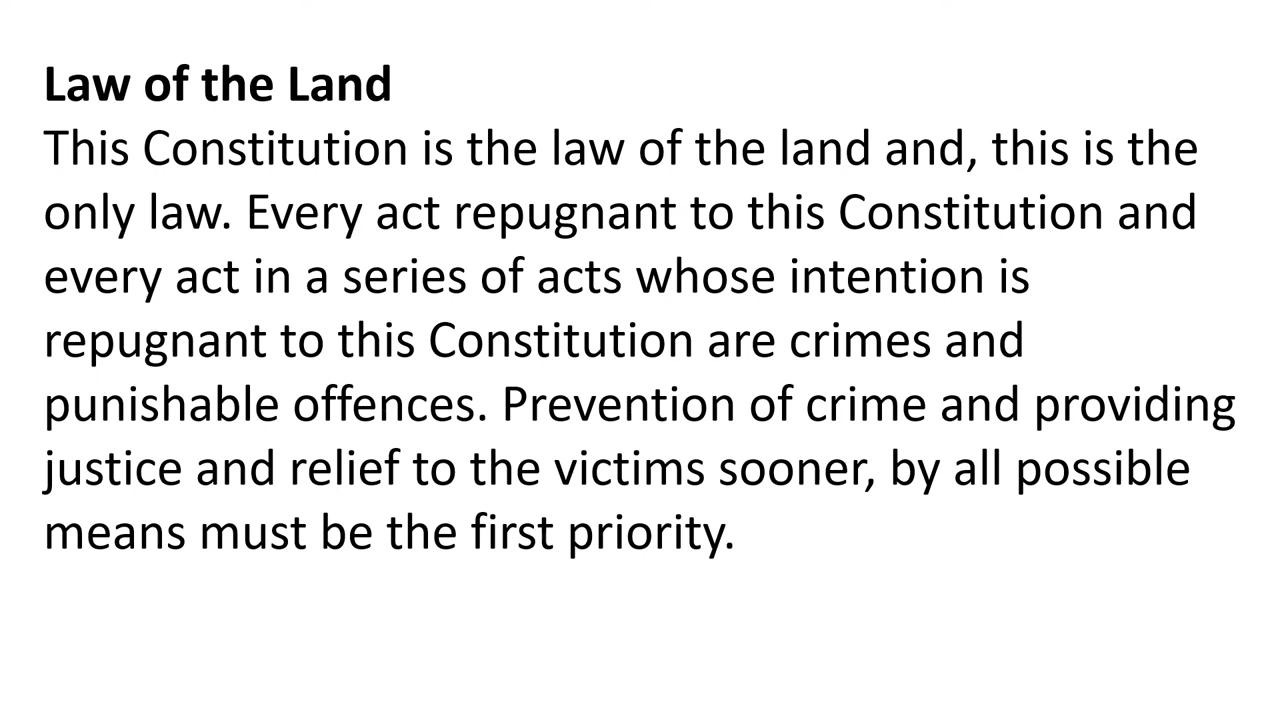 Law of the Land
This Constitution is the law of the land and, this is the
only law. Every act repugnant to this Constitution and
every act in a series of acts whose intention is
repugnant to this Constitution are crimes and
punishable offences. Prevention of crime and providing
justice and relief to the victims sooner, by all possible
means must be the first priority.